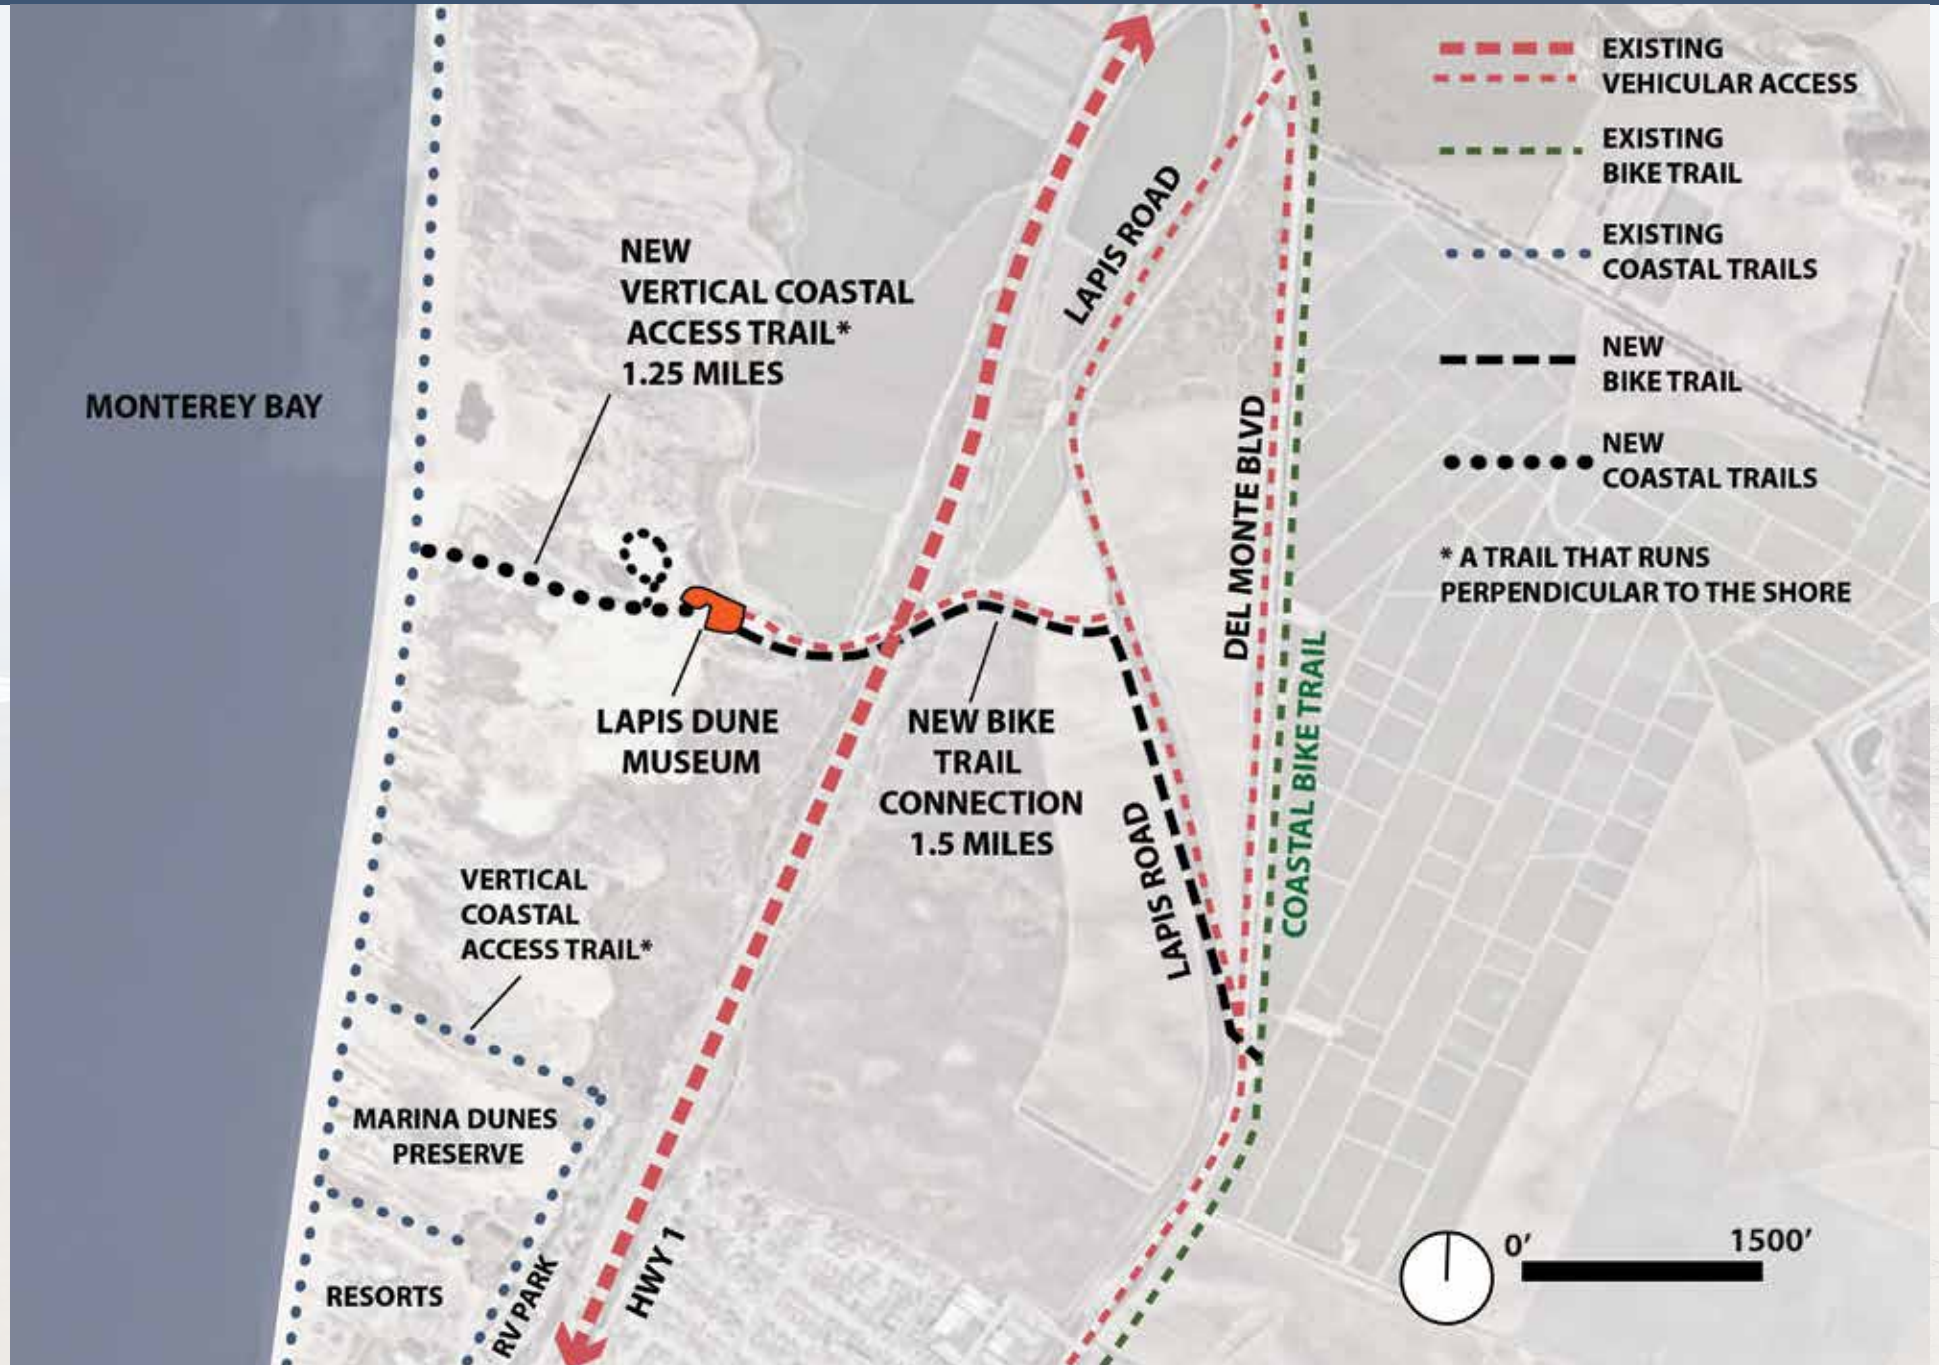 EXISTING
VEHICULAR ACCESS
EXISTING
BIKE TRAIL
EXISTING
COASTAL TRAILS
NEW
BIKE TRAIL
NEW
COASTAL TRAILS
* A TRAIL THAT RUNS
PERPENDICULAR TO THE SHORE
LAPIS ROAD
NEW
VERTICAL COASTAL
ACCESS TRAIL*
1.25 MILES
MONTEREY BAY
DEL MONTE BLVD
COASTAL BIKE TRAIL
LAPIS DUNE
MUSEUM
NEW BIKE
TRAIL
CONNECTION
1.5 MILES
LAPIS ROAD
VERTICAL
COASTAL
ACCESS TRAIL*
MARINA DUNES
PRESERVE
RESORTS
RV PARK
HWY 1
0' 1500'